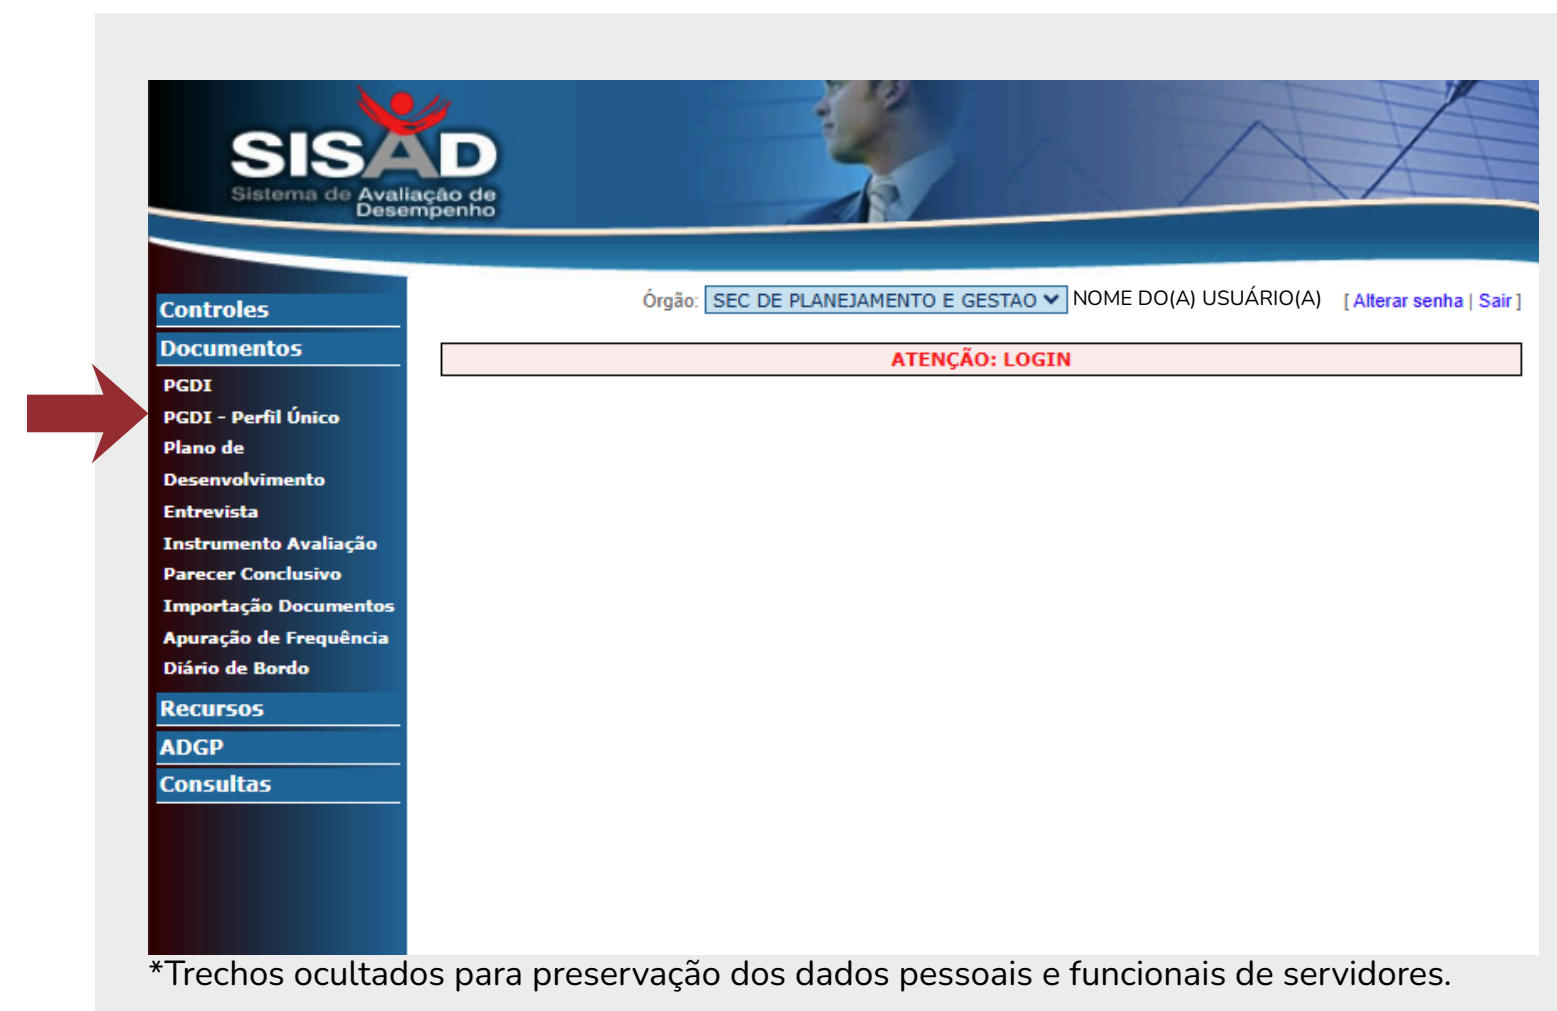 SISAD
Sistema de Avaliação de
Desempenho
Órgão: SEC DE PLANEJAMENTO E GESTAO NOME DO(A) USUÁRIO(A) [ Alterar senha | Sair ]
ATENÇÃO: LOGIN
Controles
Documentos
PGDI
PGDI - Perfil Único
Plano de
Desenvolvimento
Entrevista
Instrumento Avaliação
Parecer Conclusivo
Importação Documentos
Apuração de Frequência
Diário de Bordo
Recursos
ADGP
Consultas
*Trechos ocultados para preservação dos dados pessoais e funcionais de servidores.